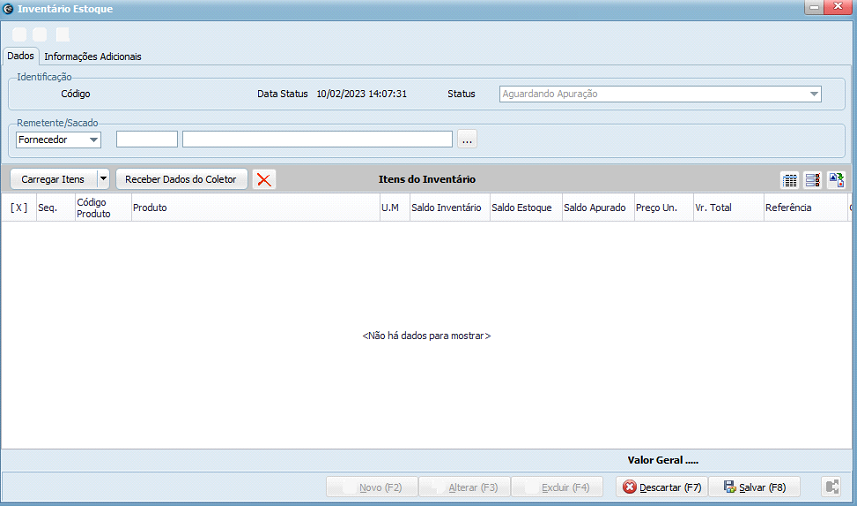 Inventário Estoque
Dados Informações Adicionais
Identificação
Código Data Status 10/02/2023 14:07:31 Status Aguardando Apuração
Remetente/Sacado
Fornecedor ...
Carregar Itens Receber Dados do Coletor Itens do Inventário
[X] Seq. Código Produto Produto U.M Saldo Inventário Saldo Estoque Saldo Apurado Preço Un. Vr. Total Referência
<Não há dados para mostrar>
Valor Geral .....
Novo (F2) Alterar (F3) Excluir (F4) Descartar (F7) Salvar (F8)